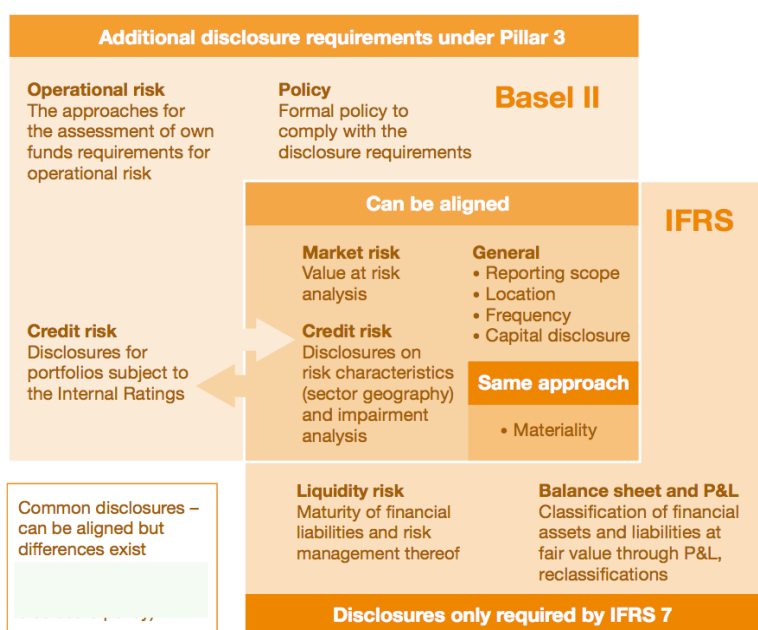 Additional disclosure requirements under Pillar 3
Operational risk
The approaches for
the assessment of own
funds requirements for
operational risk
Policy
Formal policy to
comply with the
disclosure requirements
Basel II
Can be aligned
IFRS
Market risk
Value at risk
analysis
General
• Reporting scope
• Location
• Frequency
• Capital disclosure
Credit risk
Disclosures for
portfolios subject to
the Internal Ratings
Credit risk
Disclosures on
risk characteristics
(sector geography)
and impairment
analysis
Same approach
• Materiality
Liquidity risk
Maturity of financial
liabilities and risk
management thereof
Balance sheet and P&L
Classification of financial
assets and liabilities at
fair value through P&L,
reclassifications
Common disclosures –
can be aligned but
differences exist
Disclosures only required by IFRS 7